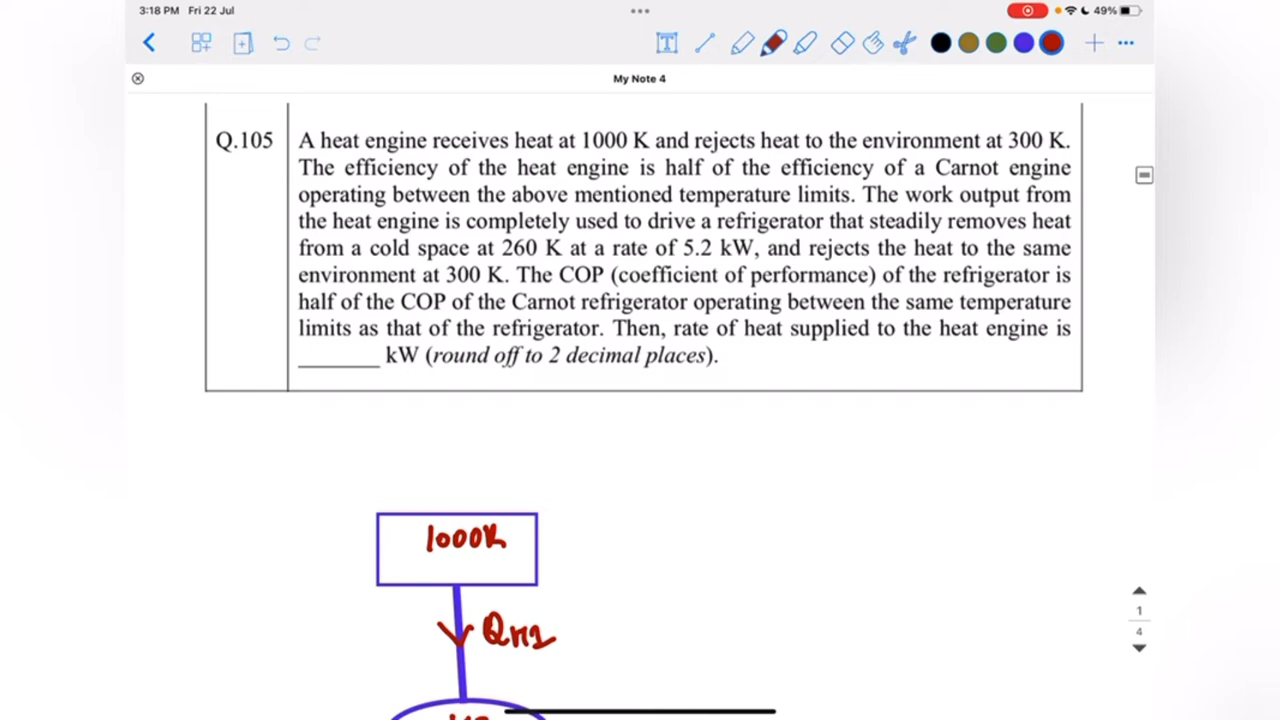 3:18 PM Fri 22 Jul
49%
My Note 4
Q.105
A heat engine receives heat at 1000 K and rejects heat to the environment at 300 K.
The efficiency of the heat engine is half of the efficiency of a Carnot engine
operating between the above mentioned temperature limits. The work output from
the heat engine is completely used to drive a refrigerator that steadily removes heat
from a cold space at 260 K at a rate of 5.2 kW, and rejects the heat to the same
environment at 300 K. The COP (coefficient of performance) of the refrigerator is
half of the COP of the Carnot refrigerator operating between the same temperature
limits as that of the refrigerator. Then, rate of heat supplied to the heat engine is
________ kW (round off to 2 decimal places).
1000K
QH1
1
4